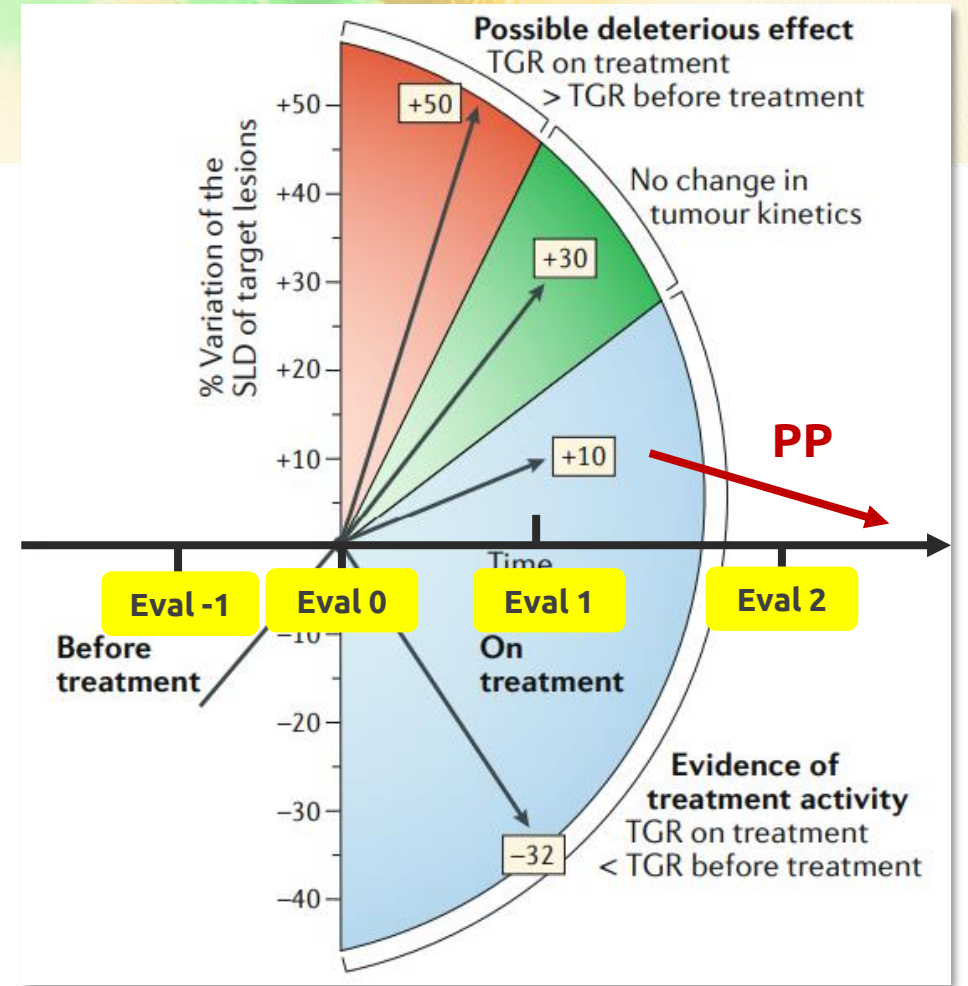 Possible deleterious effect
TGR on treatment
> TGR before treatment
% Variation of the
SLD of target lesions
+50
+50
+40
No change in
tumour kinetics
+30
+30
+20
+10
+10
PP
Time
Eval -1
Eval 0
Eval 1
Eval 2
Before
treatment
−10
On
treatment
−20
−30
−32
−40
Evidence of
treatment activity
TGR on treatment
< TGR before treatment